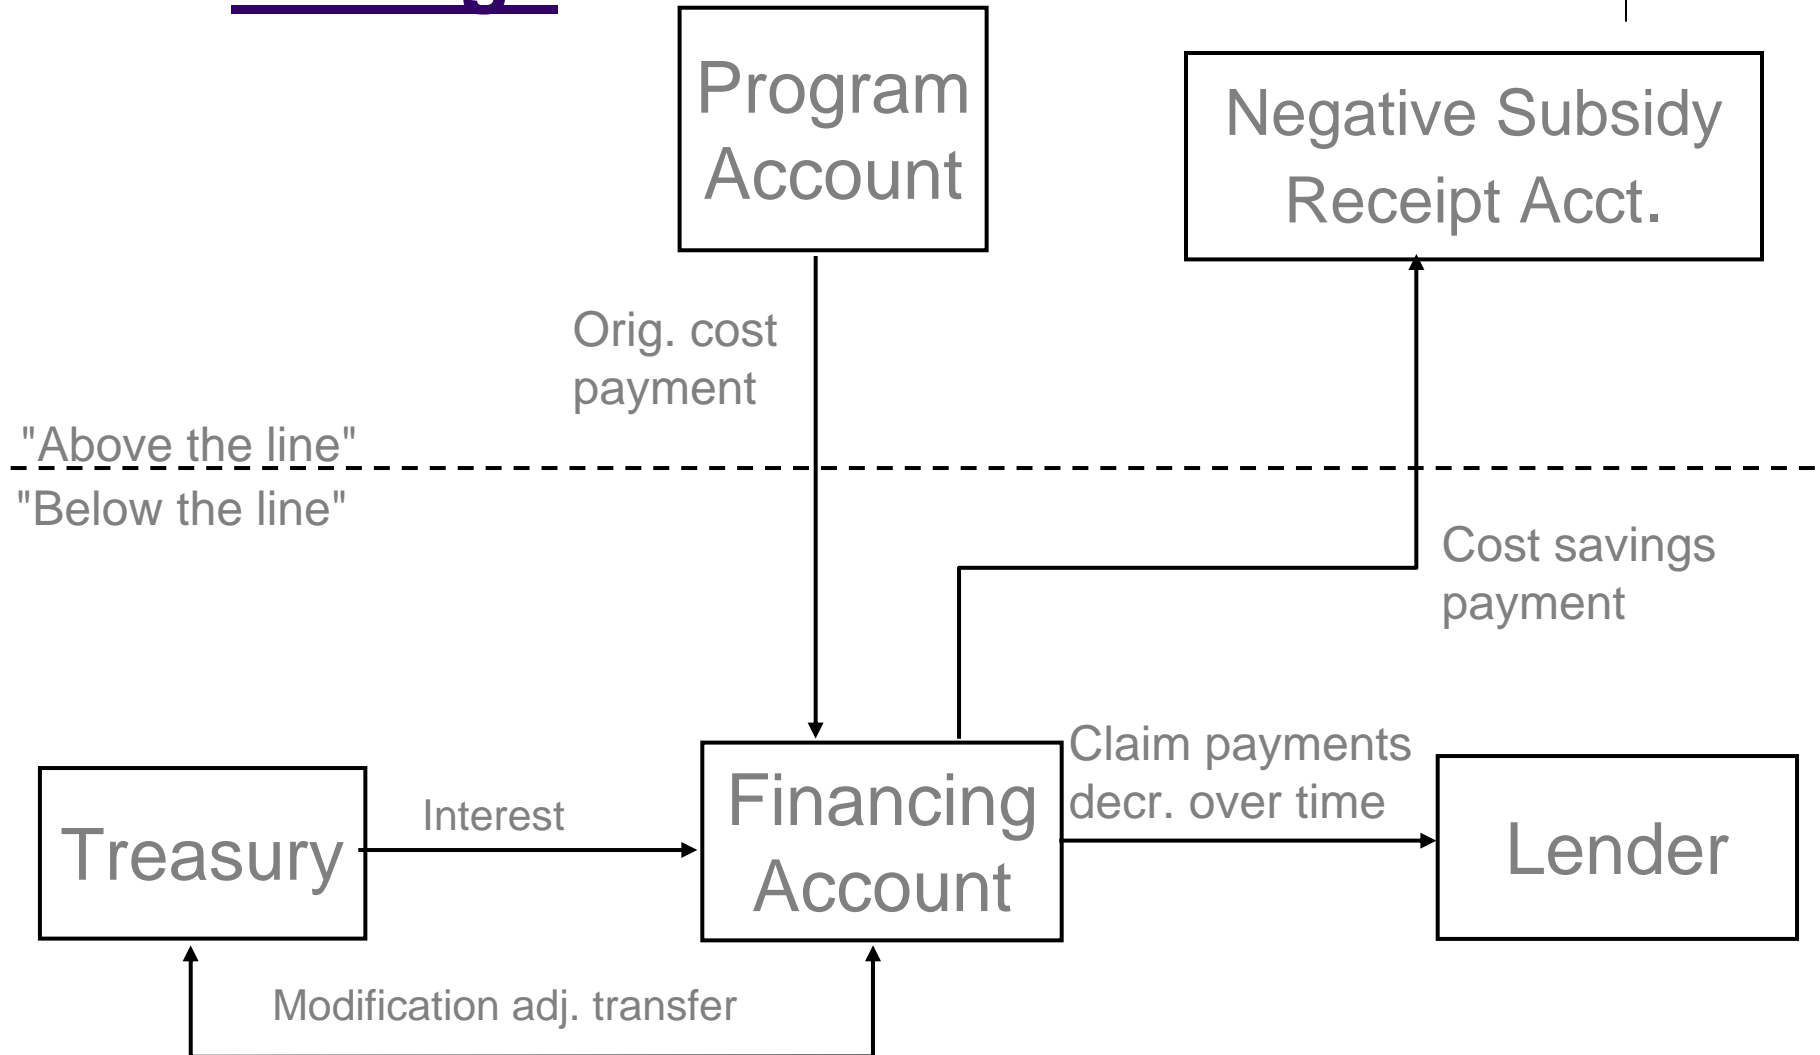 Program
Account
Negative Subsidy
Receipt Acct.
Orig. cost
payment
"Above the line"
"Below the line"
Cost savings
payment
Treasury
Interest
Financing
Account
Claim payments
decr. over time
Lender
Modification adj. transfer